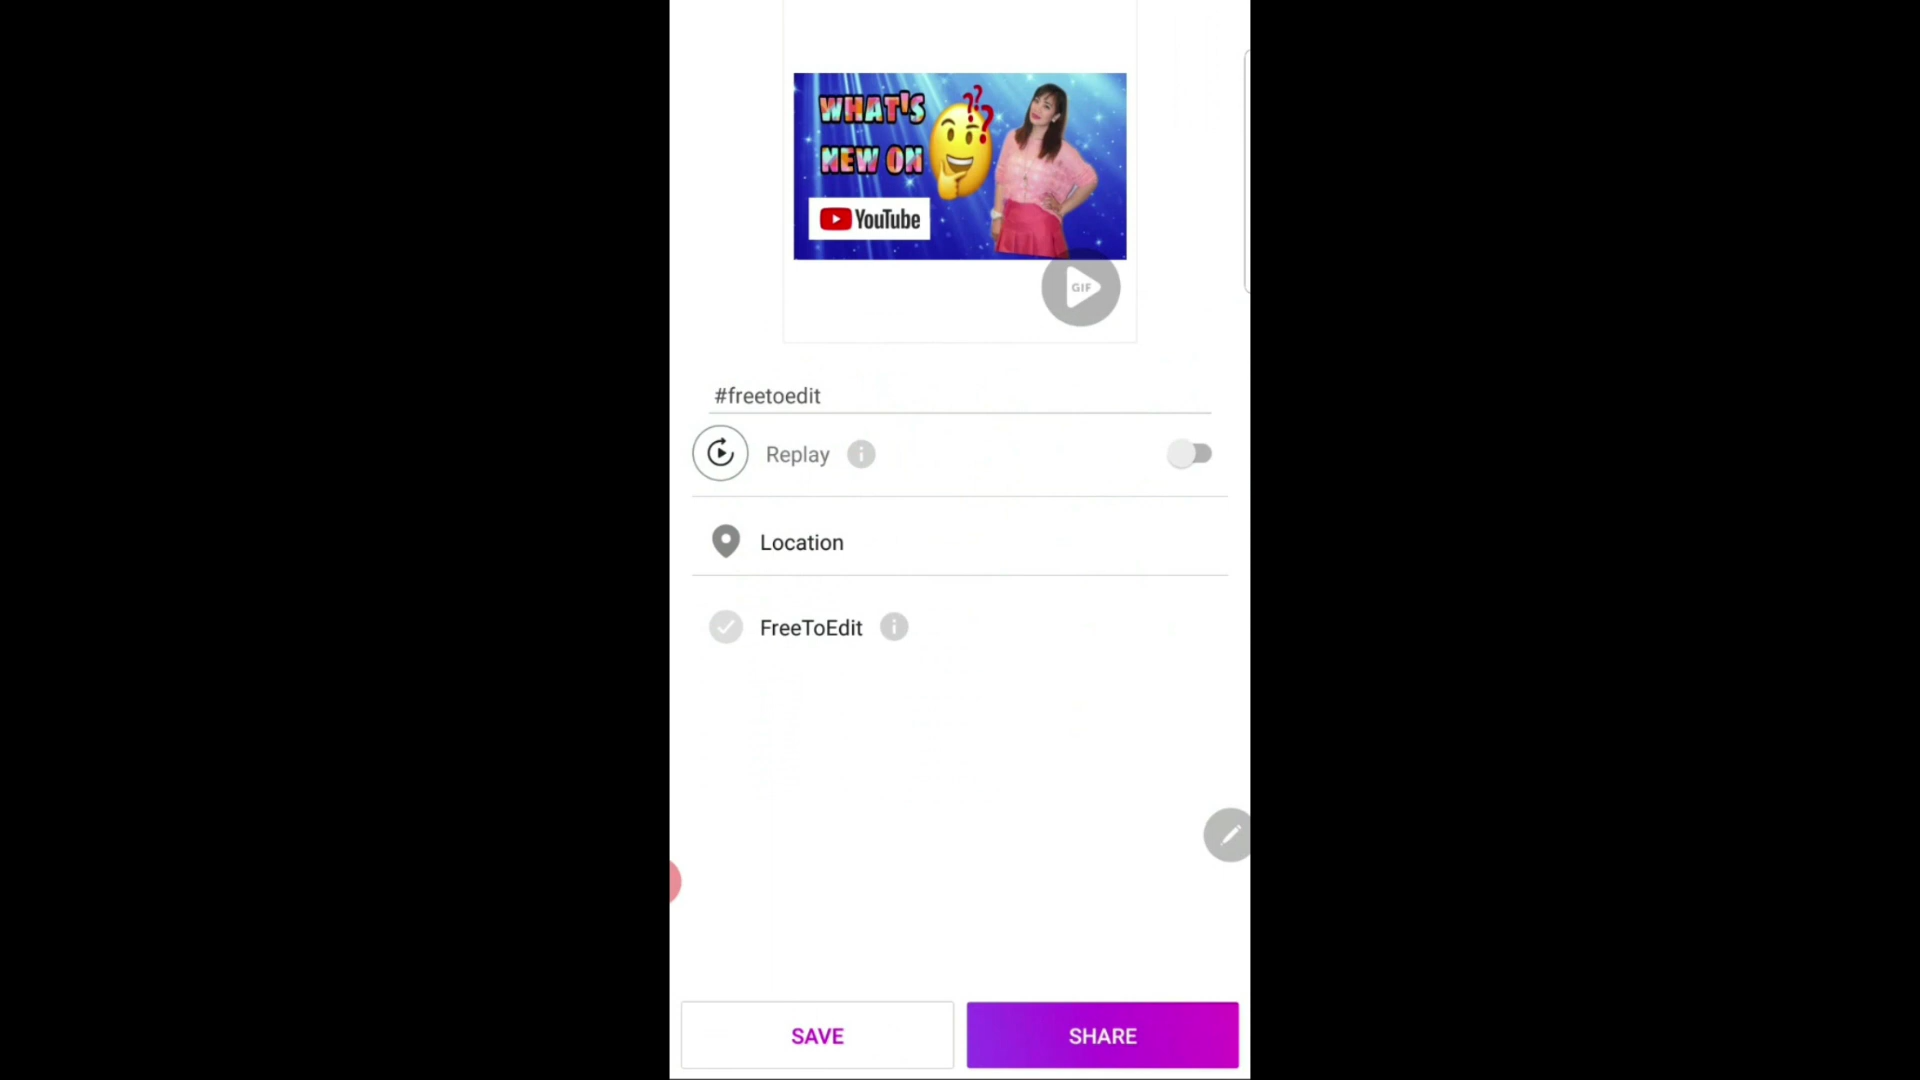 WHAT'S
NEW ON
???
YouTube
GIF
#freetoedit
Replay
Location
FreeToEdit
SAVE
SHARE